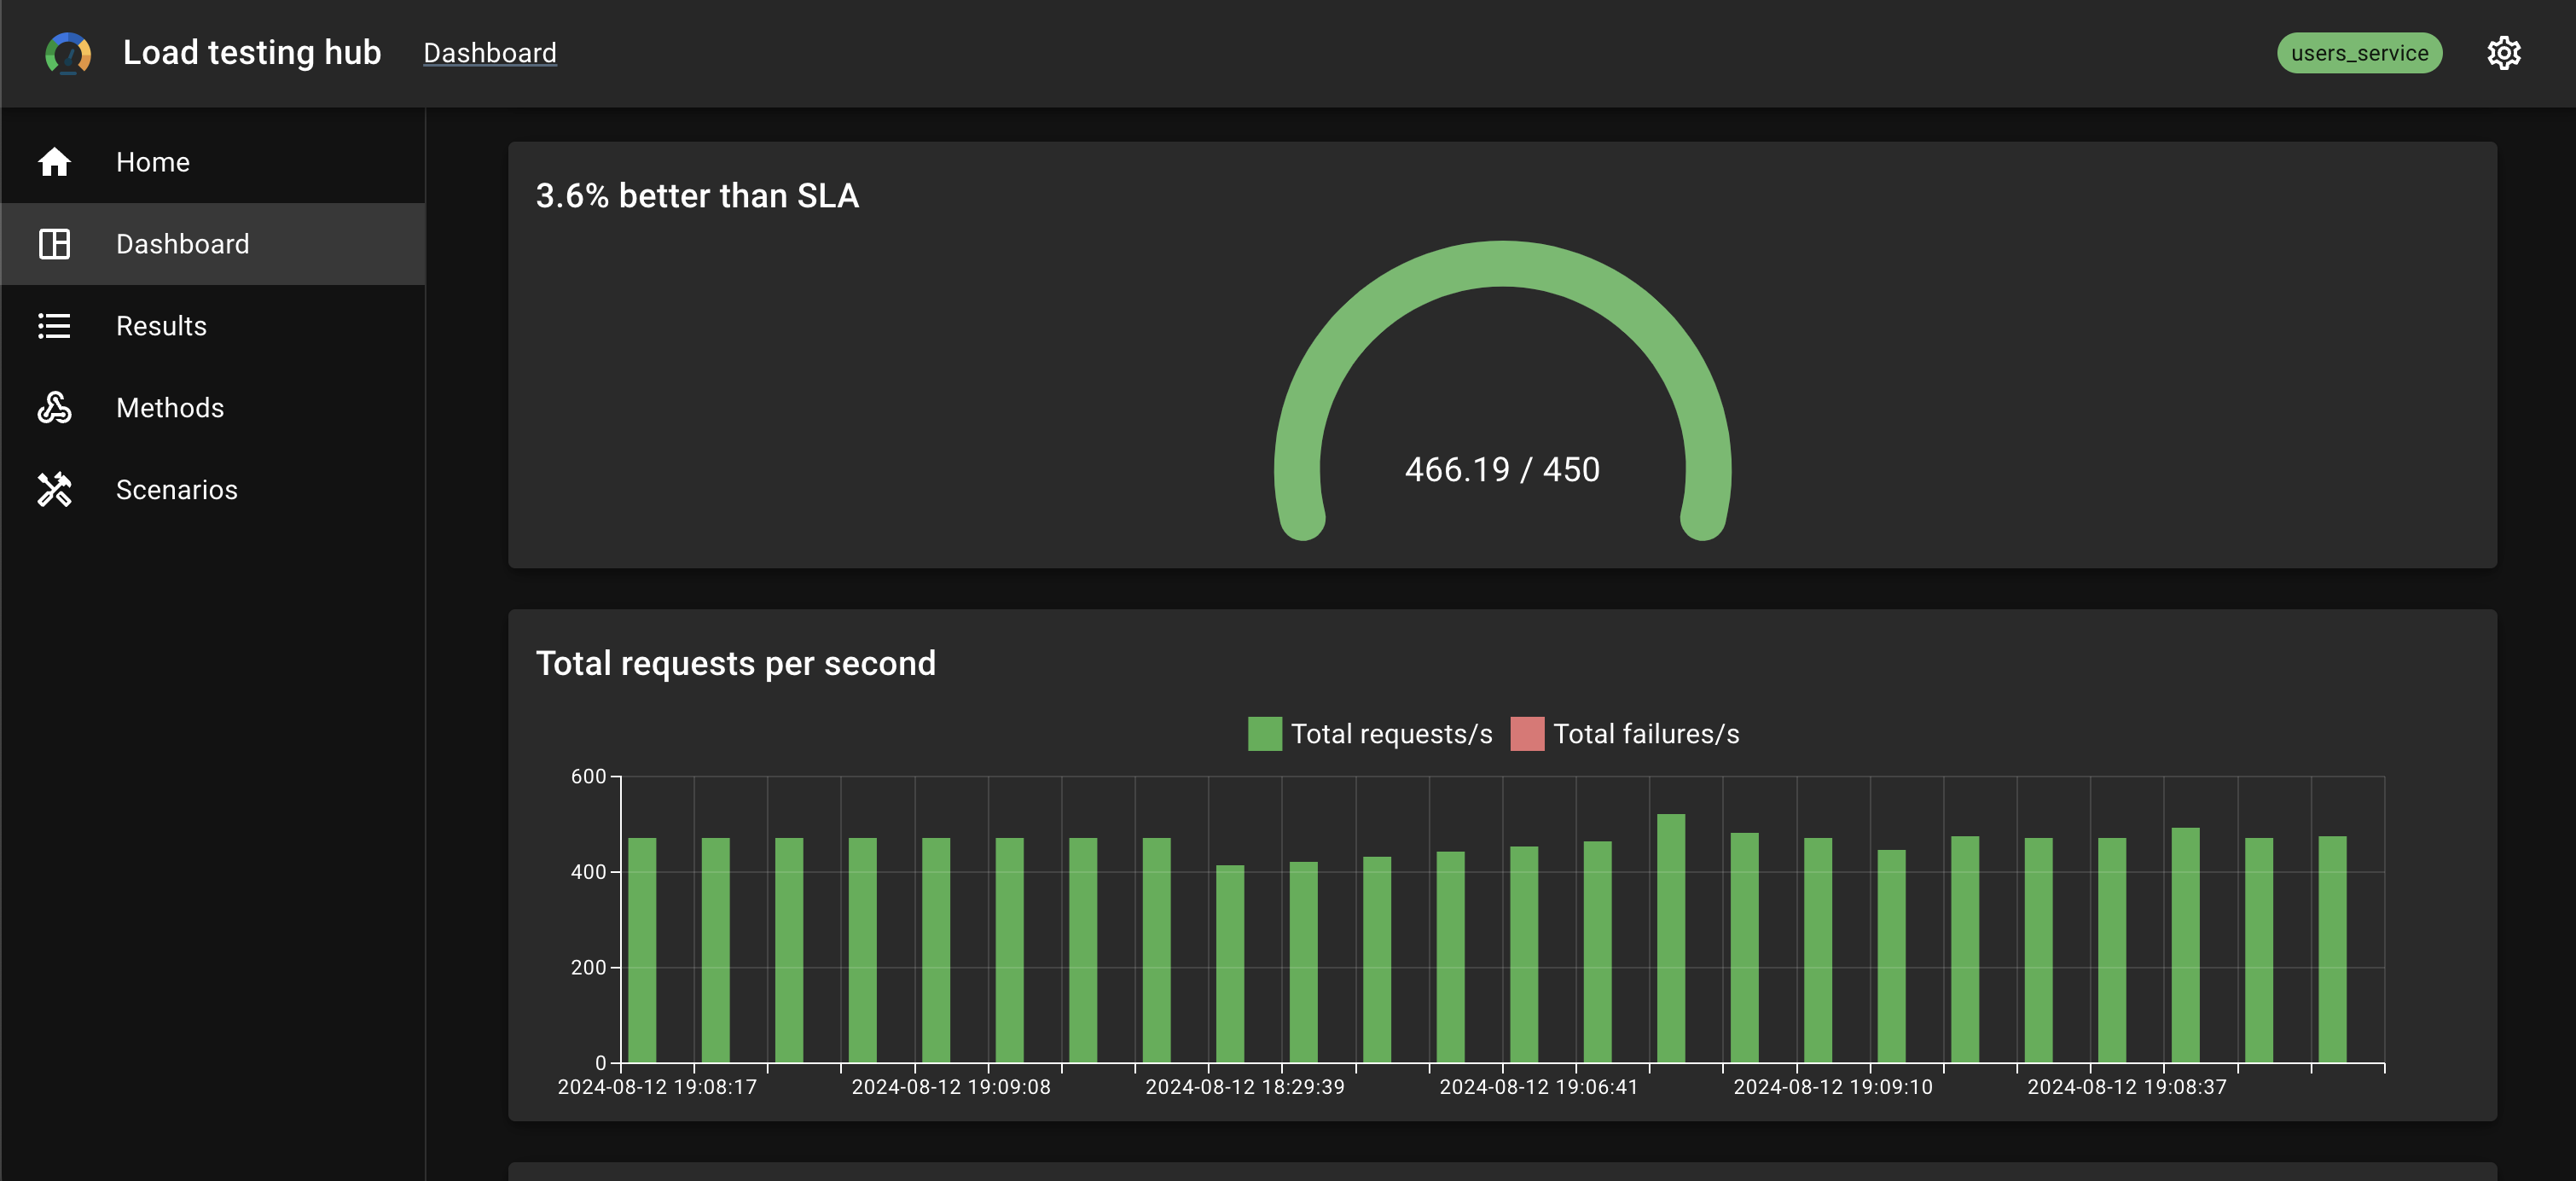 Load testing hub
Dashboard
users_service
Home
Dashboard
Results
Methods
Scenarios
3.6% better than SLA
466.19 / 450
Total requests per second
Total requests/s
Total failures/s
600
400
200
0
2024-08-12 19:08:17
2024-08-12 19:09:08
2024-08-12 18:29:39
2024-08-12 19:06:41
2024-08-12 19:09:10
2024-08-12 19:08:37